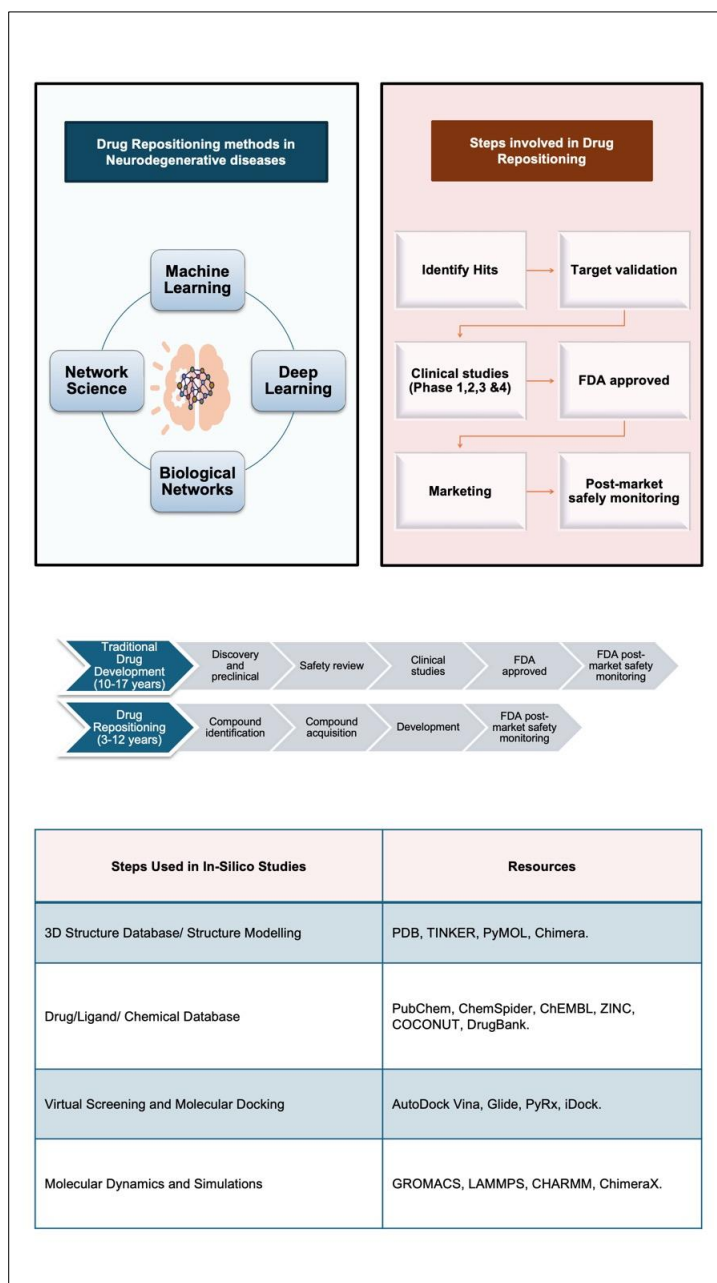 Drug Repositioning methods in
Neurodegenerative diseases
Machine
Learning
Network
Science
Deep
Learning
Biological
Networks
Steps involved in Drug
Repositioning
Identify Hits
Target validation
Clinical studies
(Phase 1,2,3 &4)
FDA approved
Marketing
Post-market
safely monitoring
Traditional
Drug
Development
(10-17 years)
Discovery
and
preclinical
Safety review
Clinical
studies
FDA
approved
FDA post-
market safety
monitoring
Drug
Repositioning
(3-12 years)
Compound
identification
Compound
acquisition
Development
FDA post-
market safety
monitoring
Steps Used in In-Silico Studies
Resources
3D Structure Database/ Structure Modelling
PDB, TINKER, PyMOL, Chimera.
Drug/Ligand/ Chemical Database
PubChem, ChemSpider, ChEMBL, ZINC,
COCONUT, DrugBank.
Virtual Screening and Molecular Docking
AutoDock Vina, Glide, PyRx, iDock.
Molecular Dynamics and Simulations
GROMACS, LAMMPS, CHARMM, ChimeraX.